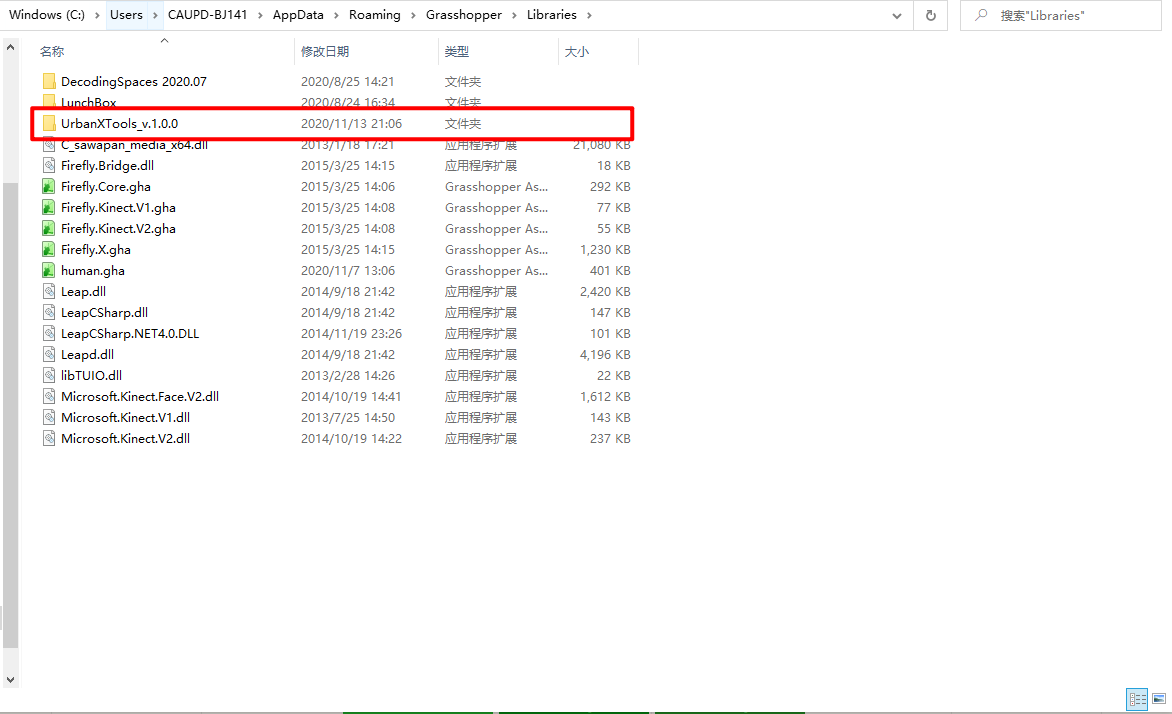 Windows (C:) › Users › CAUPD-BJ141 › AppData › Roaming › Grasshopper › Libraries › 搜索"Libraries"
名称 修改日期 类型 大小
DecodingSpaces 2020.07 2020/8/25 14:21 文件夹
LunchBox 2020/8/24 16:34 文件夹
UrbanXTools_v.1.0.0 2020/11/13 21:06 文件夹
C_sawapan_media_x64.dll 2013/1/18 17:21 应用程序扩展 21,080 KB
Firefly.Bridge.dll 2015/3/25 14:15 应用程序扩展 18 KB
Firefly.Core.gha 2015/3/25 14:06 Grasshopper As... 292 KB
Firefly.Kinect.V1.gha 2015/3/25 14:08 Grasshopper As... 77 KB
Firefly.Kinect.V2.gha 2015/3/25 14:08 Grasshopper As... 55 KB
Firefly.X.gha 2015/3/25 14:15 Grasshopper As... 1,230 KB
human.gha 2020/11/7 13:06 Grasshopper As... 401 KB
Leap.dll 2014/9/18 21:42 应用程序扩展 2,420 KB
LeapCSharp.dll 2014/9/18 21:42 应用程序扩展 147 KB
LeapCSharp.NET4.0.DLL 2014/11/19 23:26 应用程序扩展 101 KB
Leapd.dll 2014/9/18 21:42 应用程序扩展 4,196 KB
libTUIO.dll 2013/2/28 14:26 应用程序扩展 22 KB
Microsoft.Kinect.Face.V2.dll 2014/10/19 14:41 应用程序扩展 1,612 KB
Microsoft.Kinect.V1.dll 2013/7/25 14:50 应用程序扩展 143 KB
Microsoft.Kinect.V2.dll 2014/10/19 14:22 应用程序扩展 237 KB